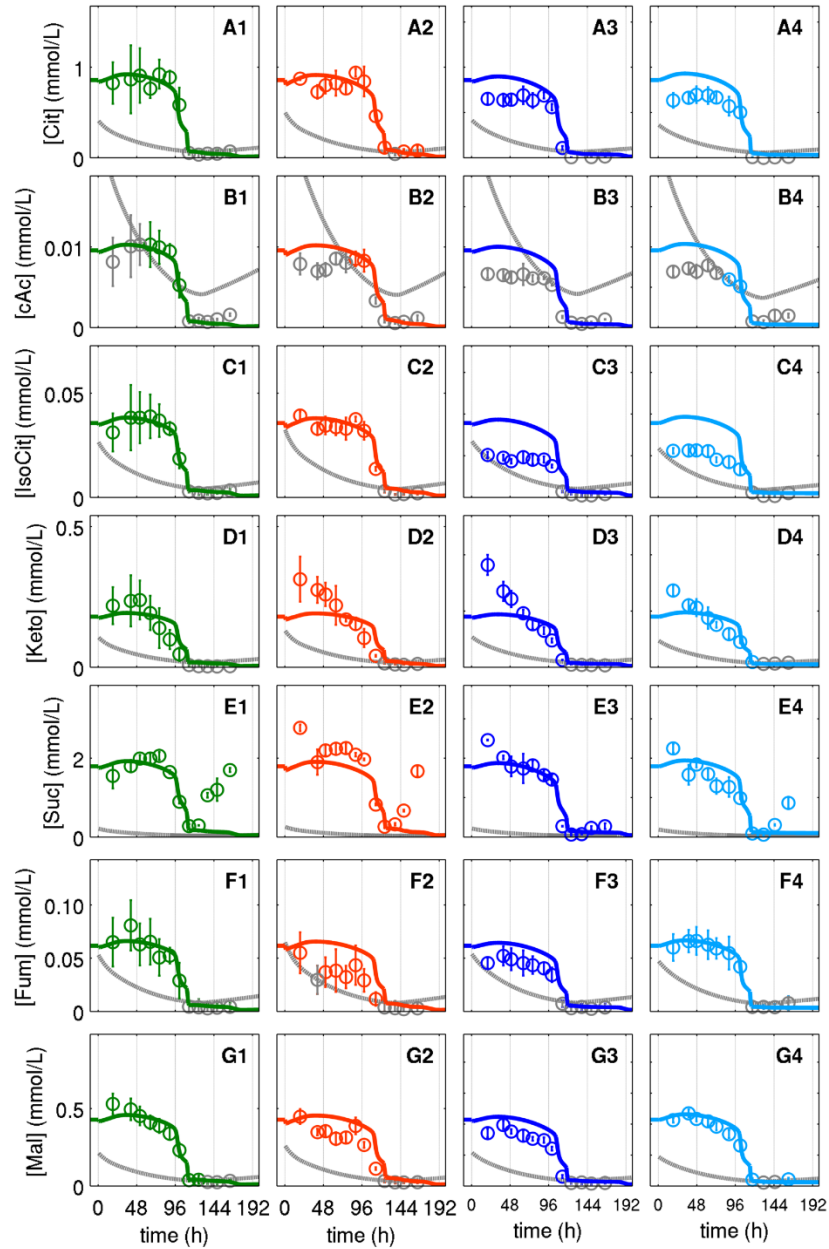 A1 A2 A3 A4
[Cit] (mmol/L)
1
0
B1 B2 B3 B4
[cAc] (mmol/L)
0.01
0
C1 C2 C3 C4
[IsoCit] (mmol/L)
0.05
0
D1 D2 D3 D4
[Keto] (mmol/L)
0.5
0
E1 E2 E3 E4
[Suc] (mmol/L)
2
0
F1 F2 F3 F4
[Fum] (mmol/L)
0.10
0.05
0
G1 G2 G3 G4
[Mal] (mmol/L)
0.5
0
0 48 96 144 192 0 48 96 144 192 0 48 96 144 192 0 48 96 144 192
time (h) time (h) time (h) time (h)